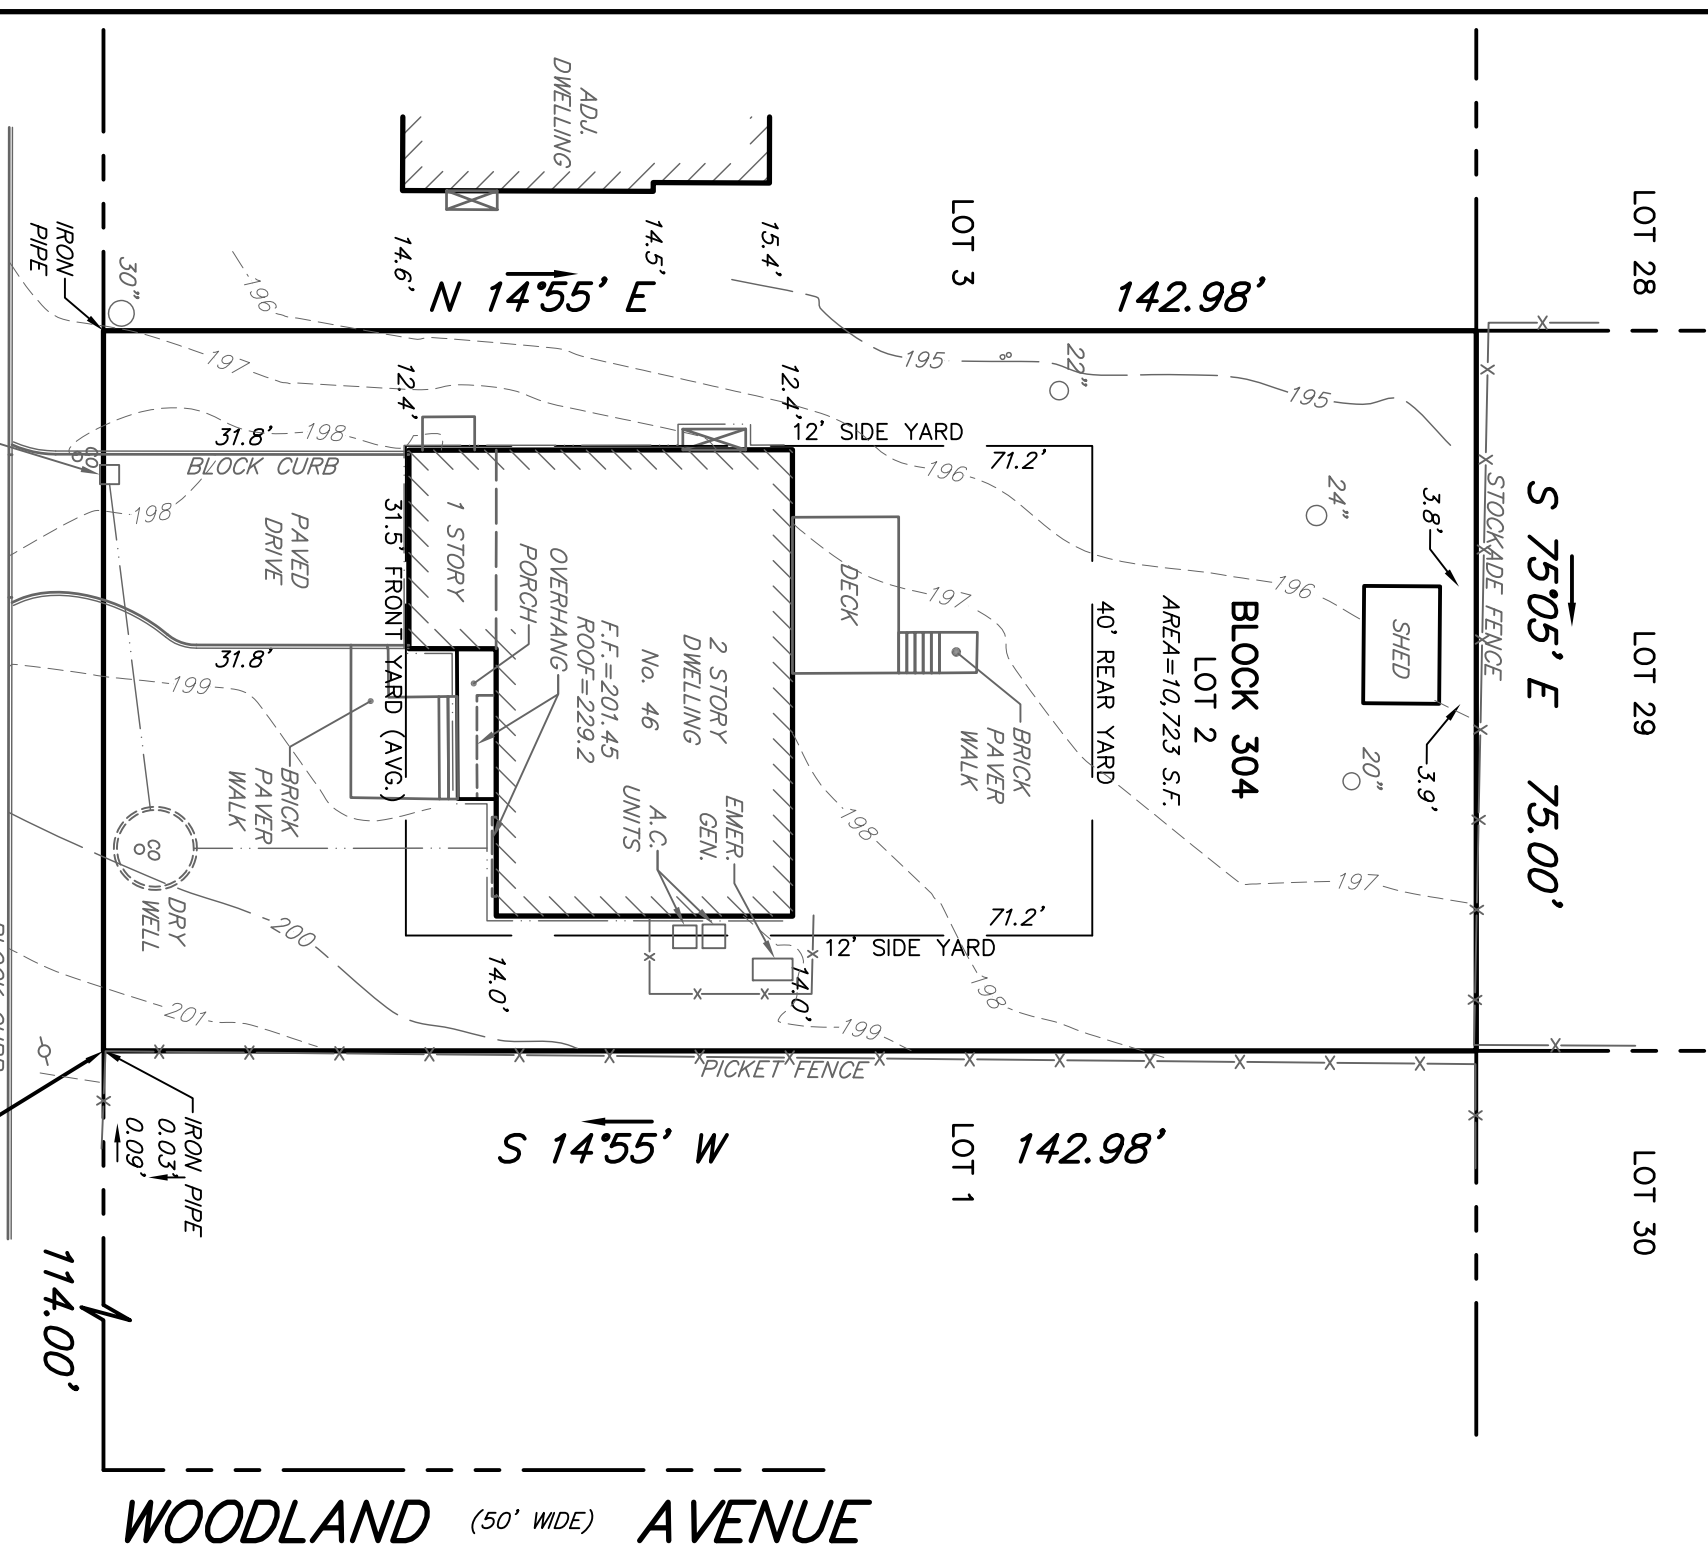 LOT 28
LOT 29
LOT 30
LOT 3
LOT 1
ADJ.
DWELLING
14.6'
14.5'
15.4'
N 14°55' E
142.98'
IRON
PIPE
30"
196
197
198
198
199
200
201
195
195
22"
24"
20"
12.4'
12.4'
12' SIDE YARD
71.2'
196
196
197
197
198
198
199
31.8'
BLOCK CURB
CO
PAVED
DRIVE
31.8'
31.5' FRONT YARD (AVG.)
1 STORY
OVERHANG
PORCH
F.F.=201.45
ROOF=229.2
No. 46
2 STORY
DWELLING
A.C.
UNITS
EMER.
GEN.
DECK
BRICK
PAVER
WALK
BRICK
PAVER
WALK
40' REAR YARD
AREA=10,723 S.F.
LOT 2
BLOCK 304
SHED
3.8'
3.9'
STOCKADE FENCE
S 75°05' E
75.00'
71.2'
12' SIDE YARD
14.0'
14.0'
CO
DRY
WELL
PICKET FENCE
S 14°55' W
142.98'
IRON PIPE
0.03'
0.09'
114.00'
WOODLAND (50' WIDE) AVENUE